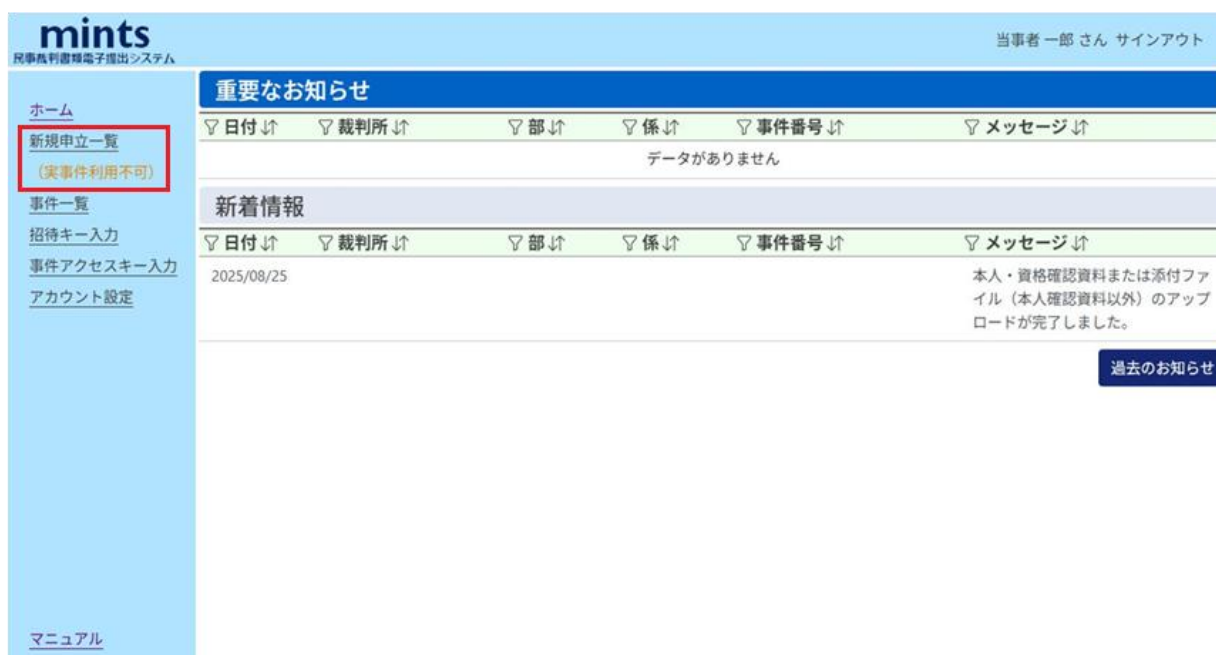 mints
民事裁判書類電子提出システム
当事者 一郎 さん サインアウト
ホーム
新規申立一覧
（実事件利用不可）
事件一覧
招待キー入力
事件アクセスキー入力
アカウント設定
マニュアル
重要なお知らせ
日付 裁判所 部 係 事件番号 メッセージ
データがありません
新着情報
日付 裁判所 部 係 事件番号 メッセージ
2025/08/25
本人・資格確認資料または添付ファ
イル（本人確認資料以外）のアップ
ロードが完了しました。
過去のお知らせ